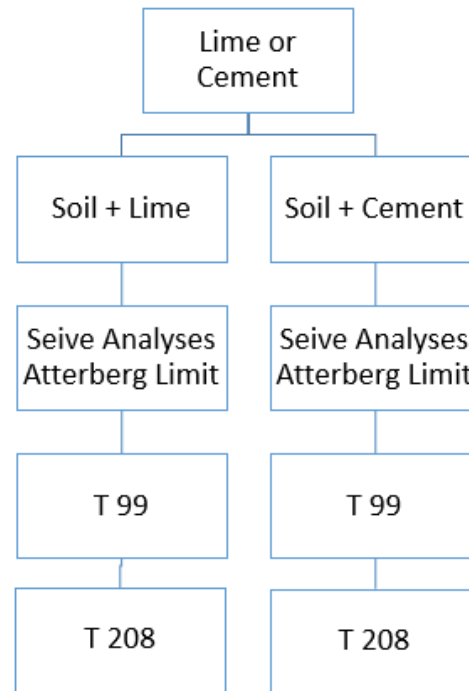 Lime or
Cement
Soil + Lime
Soil + Cement
Seive Analyses
Atterberg Limit
Seive Analyses
Atterberg Limit
T 99
T 99
T 208
T 208